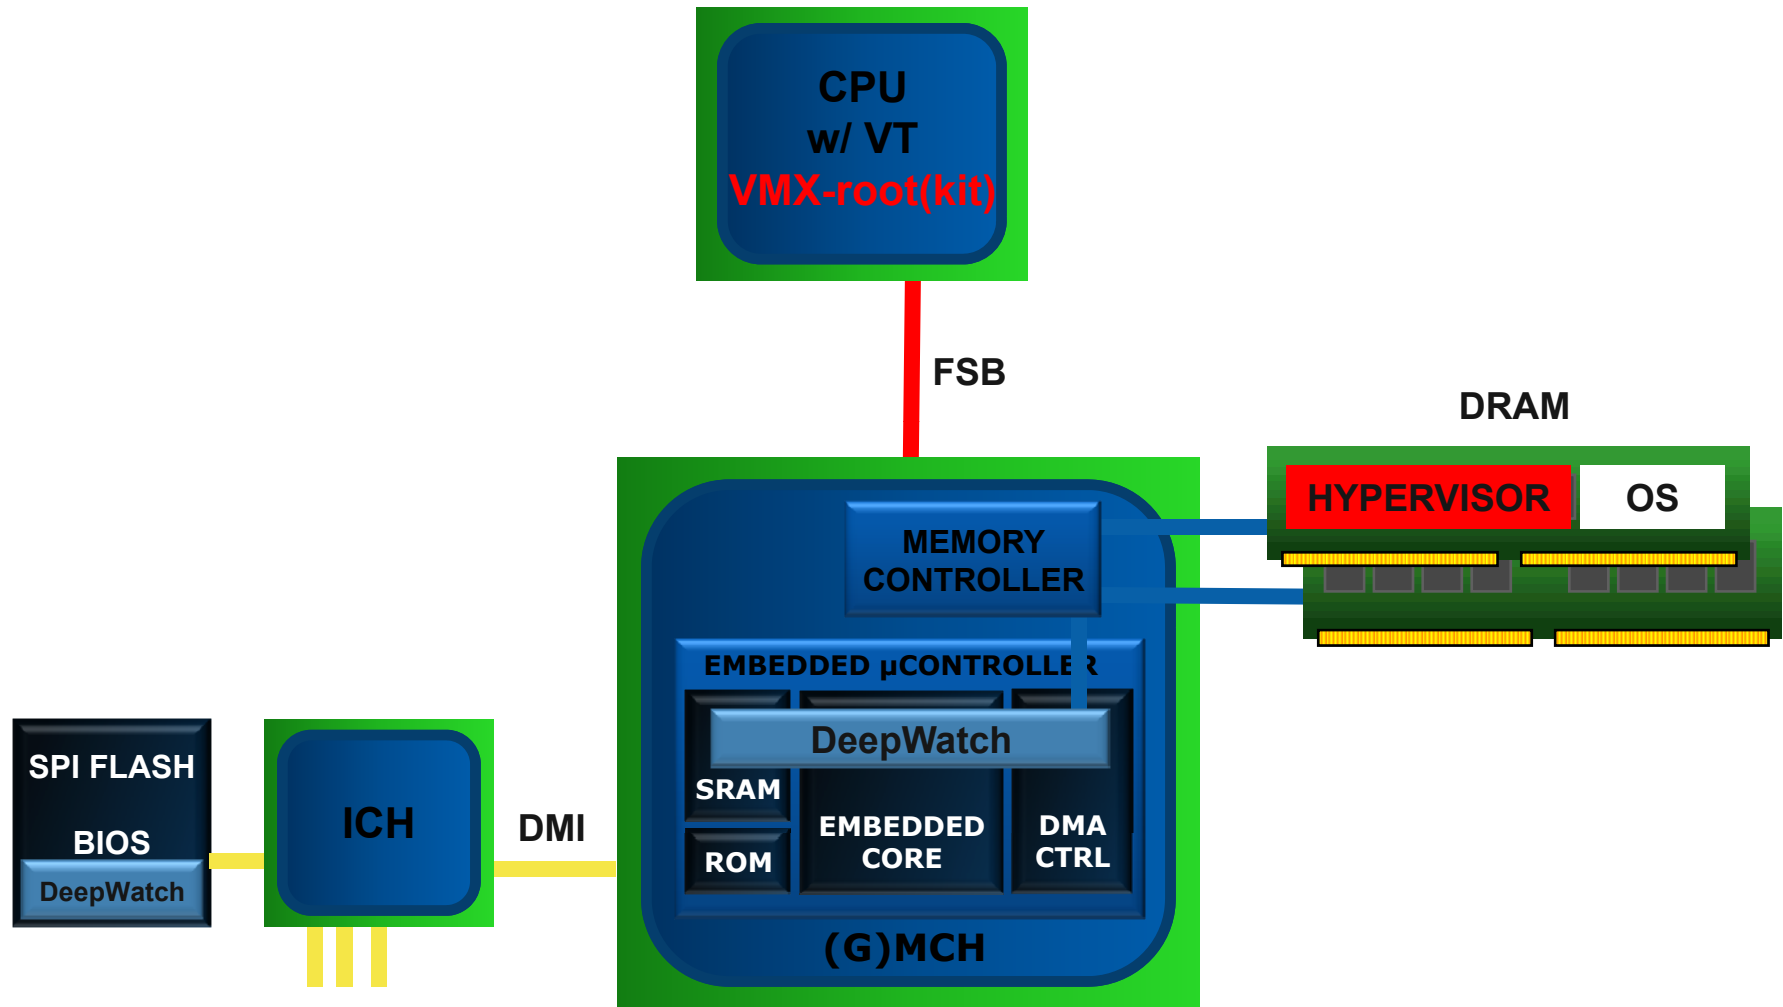 CPU
w/ VT
VMX-root(kit)
FSB
DRAM
HYPERVISOR
OS
MEMORY
CONTROLLER
EMBEDDED µCONTROLLER
DeepWatch
SRAM
ROM
EMBEDDED
CORE
DMA
CTRL
(G)MCH
SPI FLASH
BIOS
DeepWatch
ICH
DMI